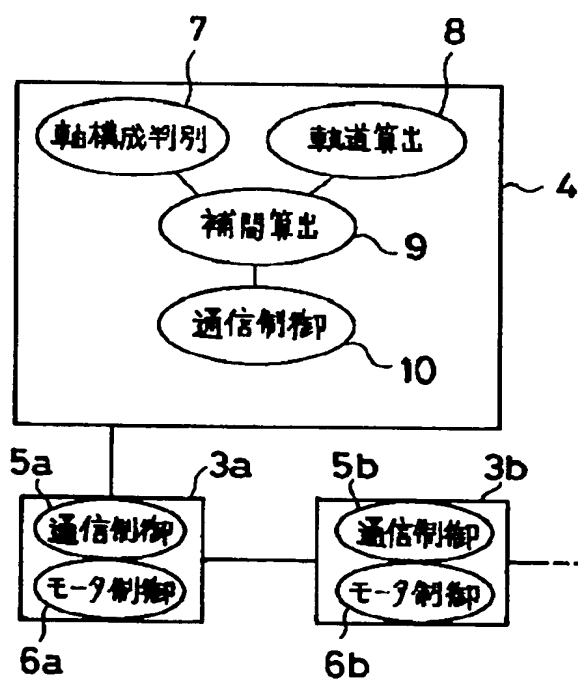 7
8
軸構成判別
軌道算出
4
補間算出
9
通信制御
10
5a
3a
5b
3b
通信制御
通信制御
モータ制御
モータ制御
6a
6b